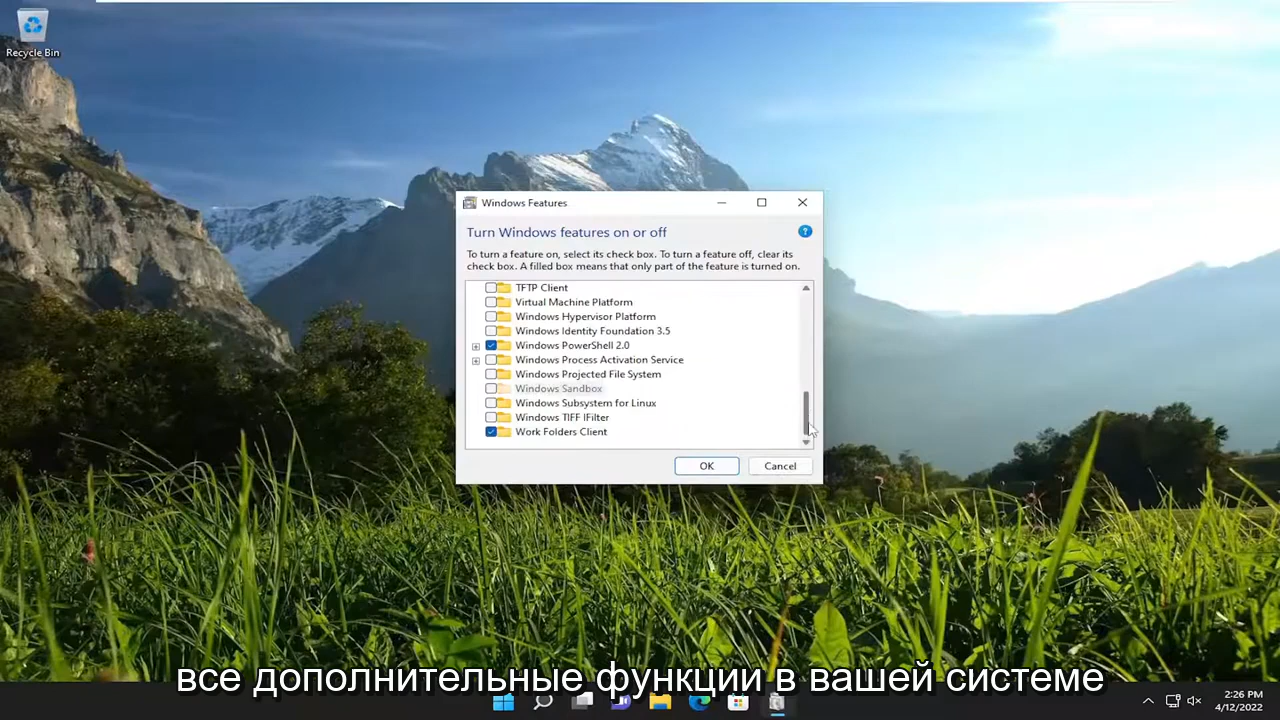 Recycle Bin
Windows Features
Turn Windows features on or off
To turn a feature on, select its check box. To turn a feature off, clear its
check box. A filled box means that only part of the feature is turned on.
TFTP Client
Virtual Machine Platform
Windows Hypervisor Platform
Windows Identity Foundation 3.5
Windows PowerShell 2.0
Windows Process Activation Service
Windows Projected File System
Windows Sandbox
Windows Subsystem for Linux
Windows TIFF IFilter
Work Folders Client
OK
Cancel
все дополнительные функции в вашей системе
2:26 PM
4/12/2022